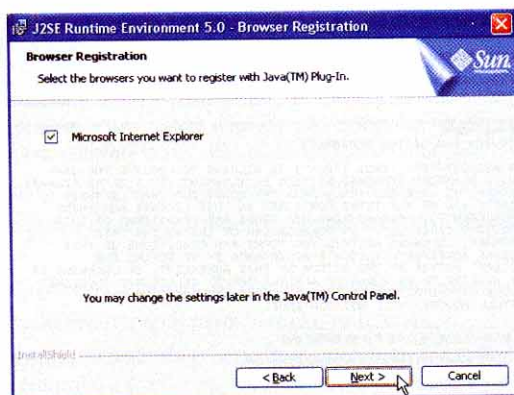 J2SE Runtime Environment 5.0 - Browser Registration
Browser Registration
Select the browsers you want to register with Java(TM) Plug-In.
Sun
Microsoft Internet Explorer
You may change the settings later in the Java(TM) Control Panel.
InstallShield
< Back
Next >
Cancel